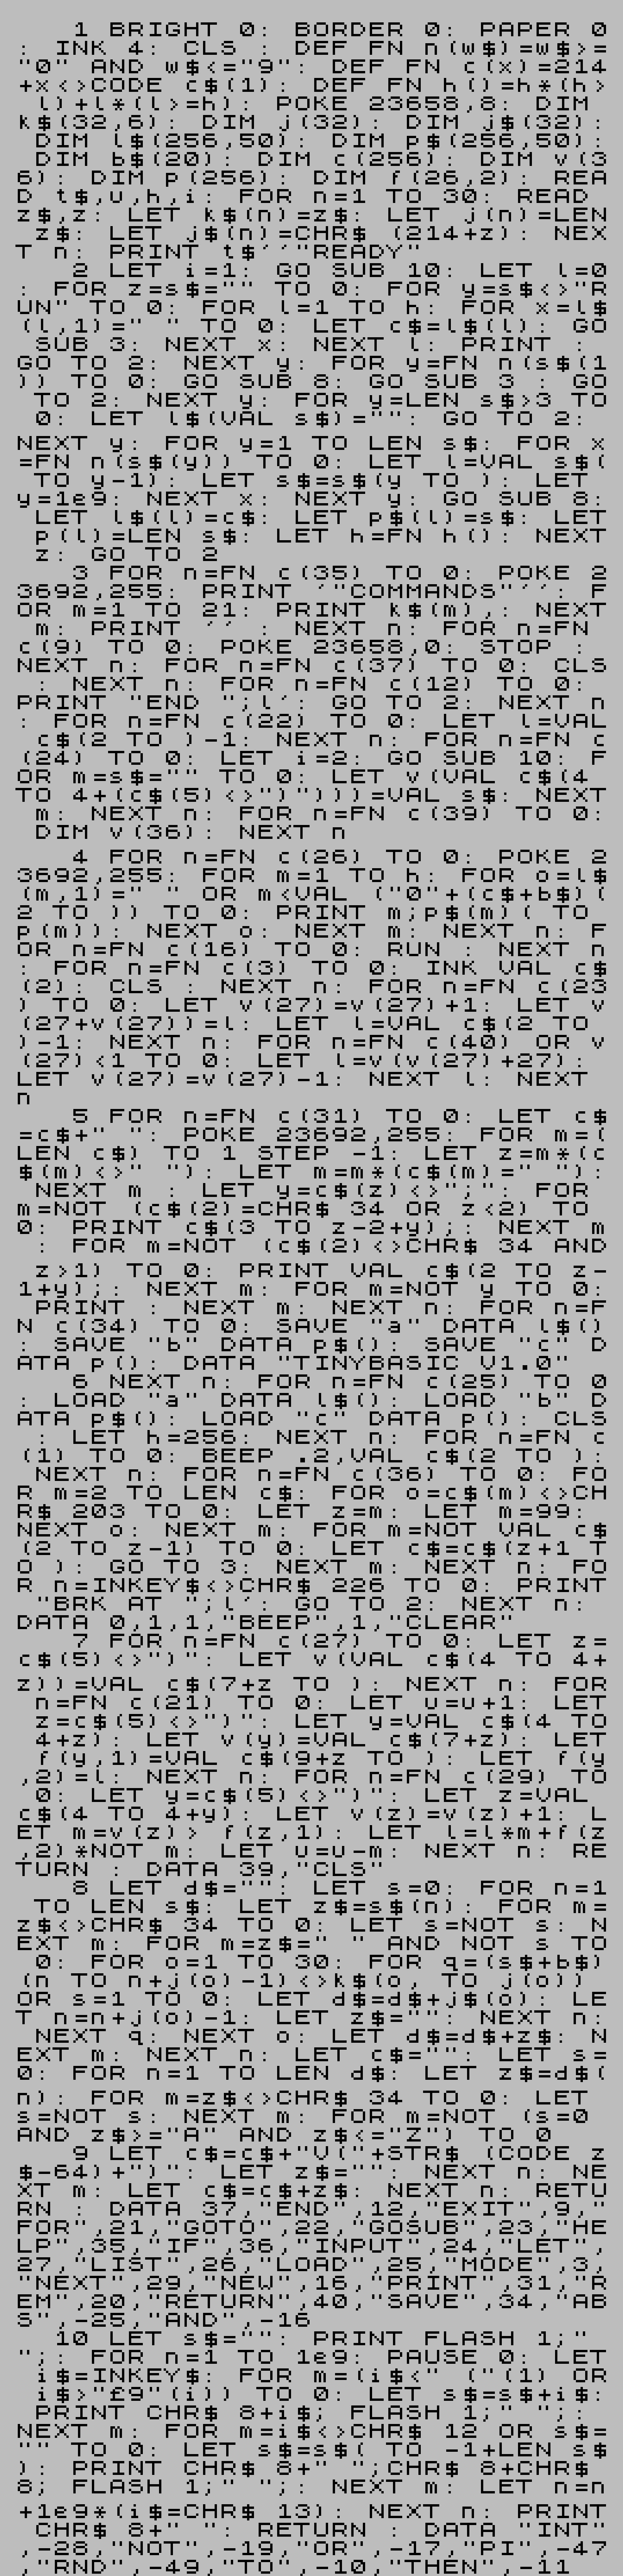 1 BRIGHT 0: BORDER 0: PAPER 0
: INK 4: CLS : DEF FN n(w$)=w$>=
"0" AND w$<="9": DEF FN c(x)=214
+x<>CODE c$(1): DEF FN h()=h*(h>
l)+l*(l>=h): POKE 23658,8: DIM
k$(32,6): DIM j(32): DIM j$(32):
DIM l$(256,50): DIM p$(256,50):
DIM b$(20): DIM c(256): DIM v(3
6): DIM p(256): DIM f(26,2): REA
D t$,u,h,i: FOR n=1 TO 30: READ
z$,z: LET k$(n)=z$: LET j(n)=LEN
z$: LET j$(n)=CHR$ (214+z): NEX
T n: PRINT t$''"READY"
2 LET i=1: GO SUB 10: LET l=0
: FOR z=s$="" TO 0: FOR y=s$<>"R
UN" TO 0: FOR l=1 TO h: FOR x=l$
(l,1)=" " TO 0: LET c$=l$(l): GO
SUB 3: NEXT x: NEXT l: PRINT :
GO TO 2: NEXT y: FOR y=FN n(s$(1
)) TO 0: GO SUB 8: GO SUB 3 : GO
TO 2: NEXT y: FOR y=LEN s$>3 TO
0: LET l$(VAL s$)="": GO TO 2:
NEXT y: FOR y=1 TO LEN s$: FOR x
=FN n(s$(y)) TO 0: LET l=VAL s$(
TO y-1): LET s$=s$(y TO ): LET
y=1e9: NEXT x: NEXT y: GO SUB 8:
LET l$(l)=c$: LET p$(l)=s$: LET
p(l)=LEN s$: LET h=FN h(): NEXT
z: GO TO 2
3 FOR n=FN c(35) TO 0: POKE 2
3692,255: PRINT '"COMMANDS"'': F
OR m=1 TO 21: PRINT k$(m),: NEXT
m: PRINT '' : NEXT n: FOR n=FN
c(9) TO 0: POKE 23658,0: STOP :
NEXT n: FOR n=FN c(37) TO 0: CLS
: NEXT n: FOR n=FN c(12) TO 0:
PRINT "END ";l': GO TO 2: NEXT n
: FOR n=FN c(22) TO 0: LET l=VAL
c$(2 TO )-1: NEXT n: FOR n=FN c
(24) TO 0: LET i=2: GO SUB 10: F
OR m=s$="" TO 0: LET v(VAL c$(4
TO 4+(c$(5)<>")")))=VAL s$: NEXT
m: NEXT n: FOR n=FN c(39) TO 0:
DIM v(36): NEXT n
4 FOR n=FN c(26) TO 0: POKE 2
3692,255: FOR m=1 TO h: FOR o=l$
(m,1)=" " OR m<VAL ("0"+(c$+b$)(
2 TO )) TO 0: PRINT m;p$(m)( TO
p(m)): NEXT o: NEXT m: NEXT n: F
OR n=FN c(16) TO 0: RUN : NEXT n
: FOR n=FN c(3) TO 0: INK VAL c$
(2): CLS : NEXT n: FOR n=FN c(23
) TO 0: LET v(27)=v(27)+1: LET v
(27+v(27))=l: LET l=VAL c$(2 TO
)-1: NEXT n: FOR n=FN c(40) OR v
(27)<1 TO 0: LET l=v(v(27)+27):
LET v(27)=v(27)-1: NEXT l: NEXT
n
5 FOR n=FN c(31) TO 0: LET c$
=c$+" ": POKE 23692,255: FOR m=(
LEN c$) TO 1 STEP -1: LET z=m*(c
$(m)<>" "): LET m=m*(c$(m)=" "):
NEXT m : LET y=c$(z)<>";": FOR
m=NOT (c$(2)=CHR$ 34 OR z<2) TO
0: PRINT c$(3 TO z-2+y);: NEXT m
: FOR m=NOT (c$(2)<>CHR$ 34 AND
z>1) TO 0: PRINT VAL c$(2 TO z-
1+y);: NEXT m: FOR m=NOT y TO 0:
PRINT : NEXT m: NEXT n: FOR n=F
N c(34) TO 0: SAVE "a" DATA l$()
: SAVE "b" DATA p$(): SAVE "c" D
ATA p(): DATA "TINYBASIC V1.0"
6 NEXT n: FOR n=FN c(25) TO 0
: LOAD "a" DATA l$(): LOAD "b" D
ATA p$(): LOAD "c" DATA p(): CLS
: LET h=256: NEXT n: FOR n=FN c
(1) TO 0: BEEP .2,VAL c$(2 TO ):
NEXT n: FOR n=FN c(36) TO 0: FO
R m=2 TO LEN c$: FOR o=c$(m)<>CH
R$ 203 TO 0: LET z=m: LET m=99:
NEXT o: NEXT m: FOR m=NOT VAL c$
(2 TO z-1) TO 0: LET c$=c$(z+1 T
O ): GO TO 3: NEXT m: NEXT n: FO
R n=INKEY$<>CHR$ 226 TO 0: PRINT
"BRK AT ";l': GO TO 2: NEXT n:
DATA 0,1,1,"BEEP",1,"CLEAR"
7 FOR n=FN c(27) TO 0: LET z=
c$(5)<>")": LET v(VAL c$(4 TO 4+
z))=VAL c$(7+z TO ): NEXT n: FOR
n=FN c(21) TO 0: LET u=u+1: LET
z=c$(5)<>")": LET y=VAL c$(4 TO
4+z): LET v(y)=VAL c$(7+z): LET
f(y,1)=VAL c$(9+z TO ): LET f(y
,2)=l: NEXT n: FOR n=FN c(29) TO
0: LET y=c$(5)<>")": LET z=VAL
c$(4 TO 4+y): LET v(z)=v(z)+1: L
ET m=v(z)> f(z,1): LET l=l*m+f(z
,2)*NOT m: LET u=u-m: NEXT n: RE
TURN : DATA 39,"CLS"
8 LET d$="": LET s=0: FOR n=1
TO LEN s$: LET z$=s$(n): FOR m=
z$<>CHR$ 34 TO 0: LET s=NOT s: N
EXT m: FOR m=z$=" " AND NOT s TO
0: FOR o=1 TO 30: FOR q=(s$+b$)
(n TO n+j(o)-1)<>k$(o, TO j(o))
OR s=1 TO 0: LET d$=d$+j$(o): LE
T n=n+j(o)-1: LET z$="": NEXT n:
NEXT q: NEXT o: LET d$=d$+z$: N
EXT m: NEXT n: LET c$="": LET s=
0: FOR n=1 TO LEN d$: LET z$=d$(
n): FOR m=z$<>CHR$ 34 TO 0: LET
s=NOT s: NEXT m: FOR m=NOT (s=0
AND z$>="A" AND z$<="Z") TO 0
9 LET c$=c$+"V("+STR$ (CODE z
$-64)+")": LET z$="": NEXT n: NE
XT m: LET c$=c$+z$: NEXT n: RETU
RN : DATA 37,"END",12,"EXIT",9,"
FOR",21,"GOTO",22,"GOSUB",23,"HE
LP",35,"IF",36,"INPUT",24,"LET",
27,"LIST",26,"LOAD",25,"MODE",3,
"NEXT",29,"NEW",16,"PRINT",31,"R
EM",20,"RETURN",40,"SAVE",34,"AB
S",-25,"AND",-16
10 LET s$="": PRINT FLASH 1;"
";: FOR n=1 TO 1e9: PAUSE 0: LET
i$=INKEY$: FOR m=(i$<" ("(1) OR
i$>"£9"(i)) TO 0: LET s$=s$+i$:
PRINT CHR$ 8+i$; FLASH 1;" ";:
NEXT m: FOR m=i$<>CHR$ 12 OR s$=
"" TO 0: LET s$=s$( TO -1+LEN s$
): PRINT CHR$ 8+" ";CHR$ 8+CHR$
8; FLASH 1;" ";: NEXT m: LET n=n
+1e9*(i$=CHR$ 13): NEXT n: PRINT
CHR$ 8+" ": RETURN : DATA "INT"
,-28,"NOT",-19,"OR",-17,"PI",-47
,"RND",-49,"TO",-10,"THEN",-11